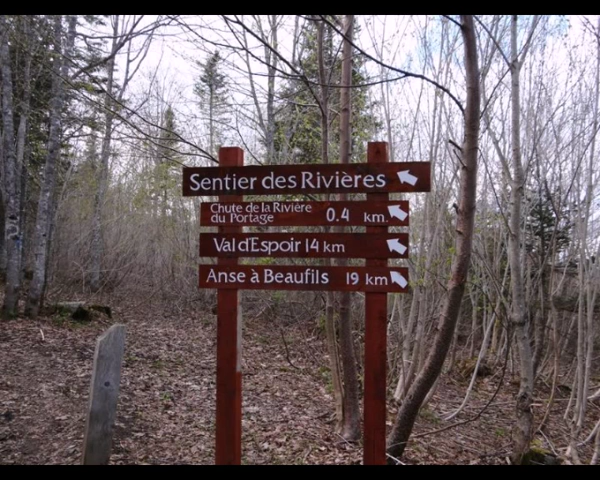 Sentier des Rivières
Chute de la Rivière
du Portage 0.4 km.
Val d'Espoir 14 km
Anse à Beaufils 19 km